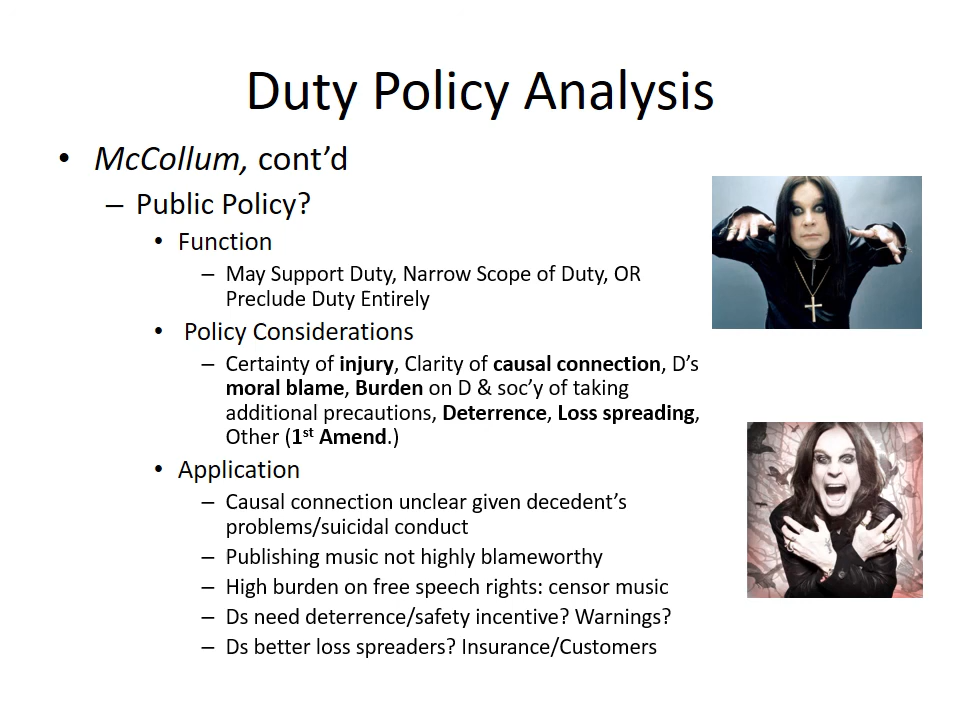 Duty Policy Analysis
• McCollum, cont’d
– Public Policy?
• Function
– May Support Duty, Narrow Scope of Duty, OR
Preclude Duty Entirely
• Policy Considerations
– Certainty of injury, Clarity of causal connection, D’s
moral blame, Burden on D & soc’y of taking
additional precautions, Deterrence, Loss spreading,
Other (1st Amend.)
• Application
– Causal connection unclear given decedent’s
problems/suicidal conduct
– Publishing music not highly blameworthy
– High burden on free speech rights: censor music
– Ds need deterrence/safety incentive? Warnings?
– Ds better loss spreaders? Insurance/Customers